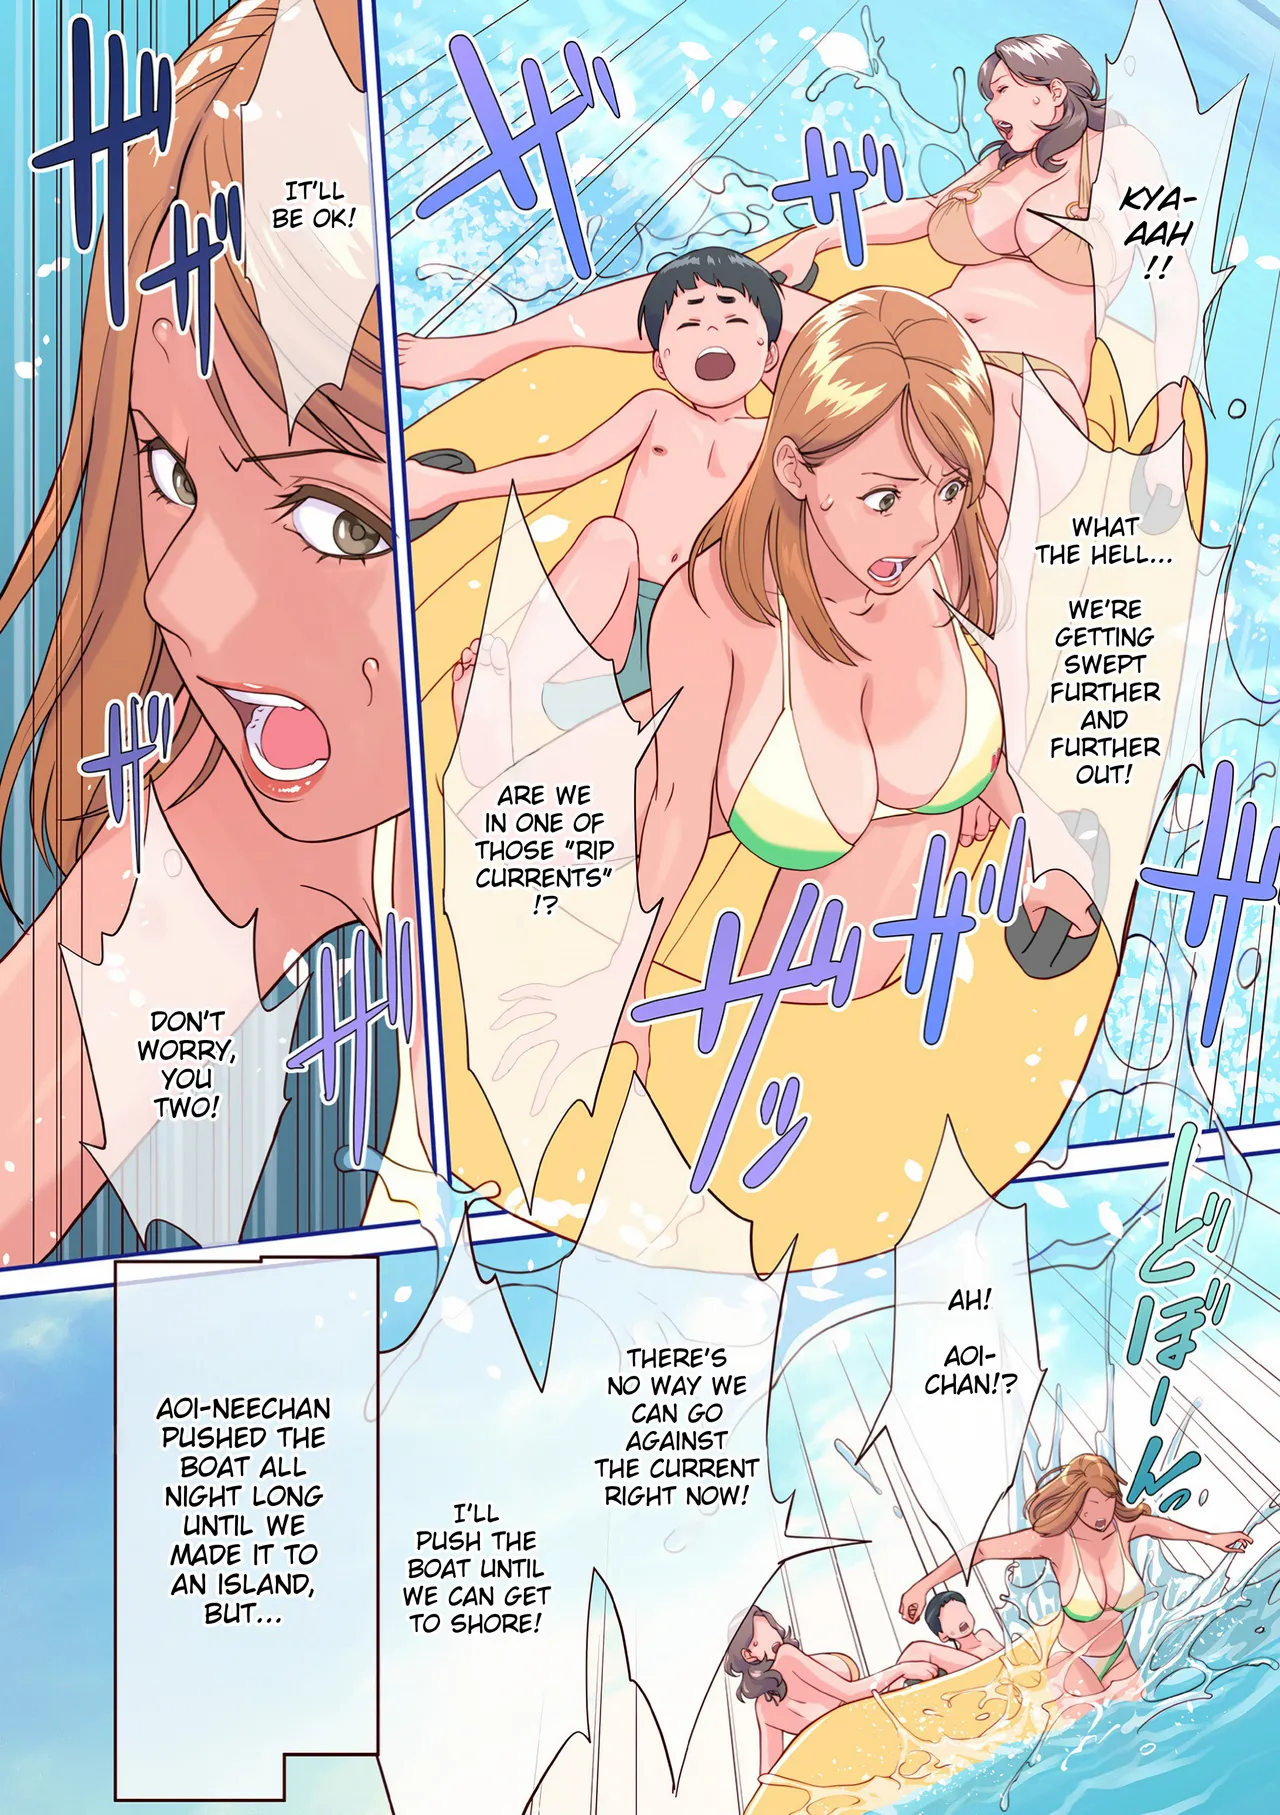 KYA-
AAH
!!
WHAT
THE HELL...
WE'RE
GETTING
SWEPT
FURTHER
AND
FURTHER
OUT!
ARE WE
IN ONE OF
THOSE "RIP
CURRENTS"
!?
ザザ
ザザザッ
ザザ
IT'LL
BE OK!
DON'T
WORRY,
YOU
TWO!
ザザ
ザザ
AH!
AOI-
CHAN!?
どぼーんっ
THERE'S
NO WAY WE
CAN GO
AGAINST
THE CURRENT
RIGHT NOW!
I'LL
PUSH THE
BOAT UNTIL
WE CAN GET
TO SHORE!
AOI-NEECHAN
PUSHED THE
BOAT ALL
NIGHT LONG
UNTIL WE
MADE IT TO
AN ISLAND,
BUT...